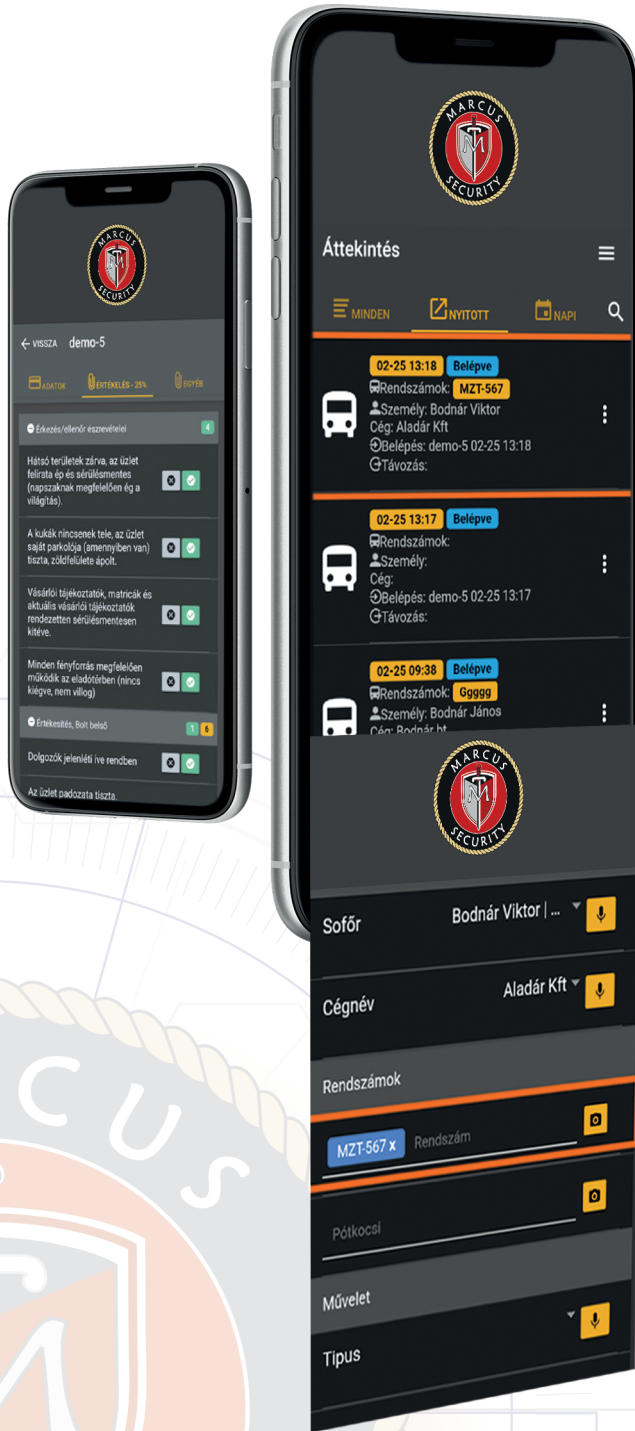 MARCUS
SECURITY
VISSZA demo-5
ADATOK
ÉRTÉKELÉS - 25%
EGYÉB
Érkezés/ellenőr észrevételei 4
Hátsó területek zárva, az üzlet
felirata ép és sérülésmentes
(napszaknak megfelelően ég a
világítás).
A kukák nincsenek tele, az üzlet
saját parkolója (amennyiben van)
tiszta, zöldfelülete ápolt.
Vásárlói tájékoztatók, matricák és
aktuális vásárlói tájékoztatók
rendezetten sérülésmentesen
kitéve.
Minden fényforrás megfelelően
működik az eladótérben (nincs
kiégve, nem villog)
Értékesítés, Bolt belső 1 6
Dolgozók jelenléti íve rendben
Az üzlet padozata tiszta.
MARCUS
SECURITY
Áttekintés
MINDEN
NYITOTT
NAPI
02-25 13:18 Belépve
Rendszámok: MZT-567
Személy: Bodnár Viktor
Cég: Aladár Kft
Belépés: demo-5 02-25 13:18
Távozás:
02-25 13:17 Belépve
Rendszámok:
Személy:
Cég:
Belépés: demo-5 02-25 13:17
Távozás:
02-25 09:38 Belépve
Rendszámok: Ggggg
Személy: Bodnár János
Cég: Bodnár bt
MARCUS
SECURITY
Sofőr Bodnár Viktor | ...
Cégnév Aladár Kft
Rendszámok
MZT-567 x Rendszám
Pótkocsi
Művelet
Tipus
CUS
M